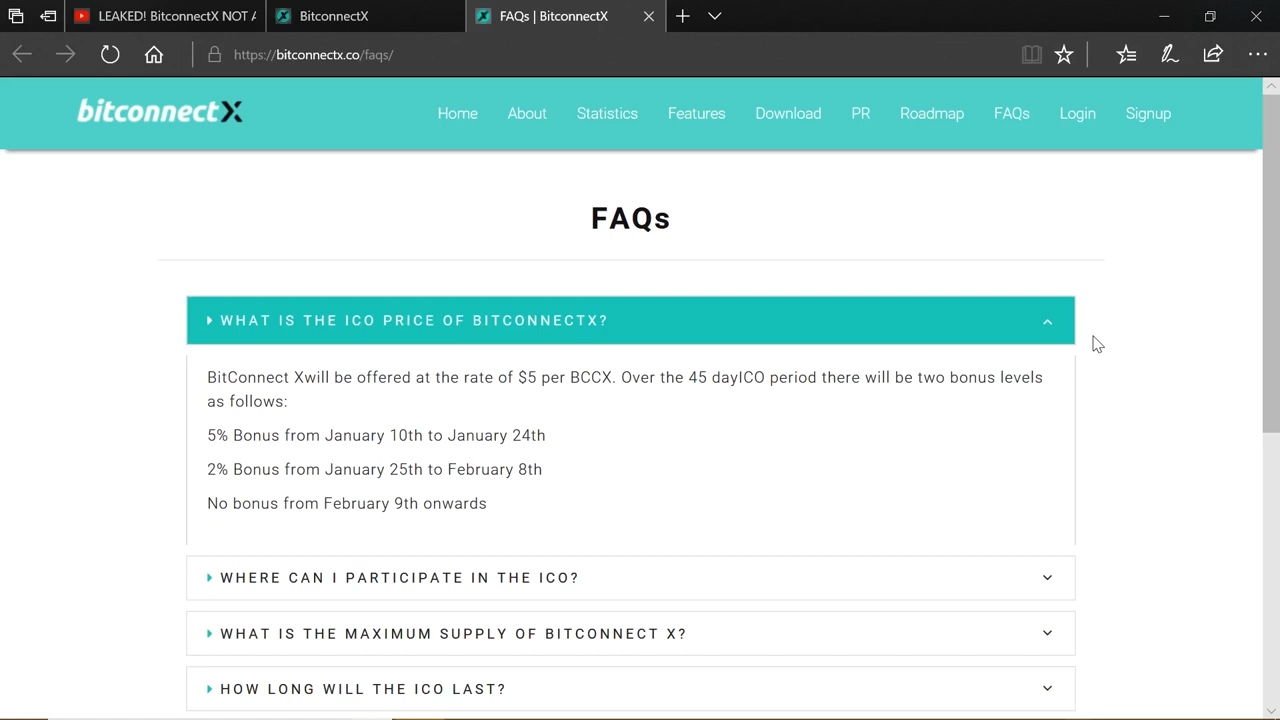 LEAKED! BitconnectX NOT A
BitconnectX
FAQs | BitconnectX
https://bitconnectx.co/faqs/
bitconnectX
Home About Statistics Features Download PR Roadmap FAQs Login Signup
FAQs
WHAT IS THE ICO PRICE OF BITCONNECTX?
BitConnect Xwill be offered at the rate of $5 per BCCX. Over the 45 dayICO period there will be two bonus levels
as follows:
5% Bonus from January 10th to January 24th
2% Bonus from January 25th to February 8th
No bonus from February 9th onwards
WHERE CAN I PARTICIPATE IN THE ICO?
WHAT IS THE MAXIMUM SUPPLY OF BITCONNECT X?
HOW LONG WILL THE ICO LAST?